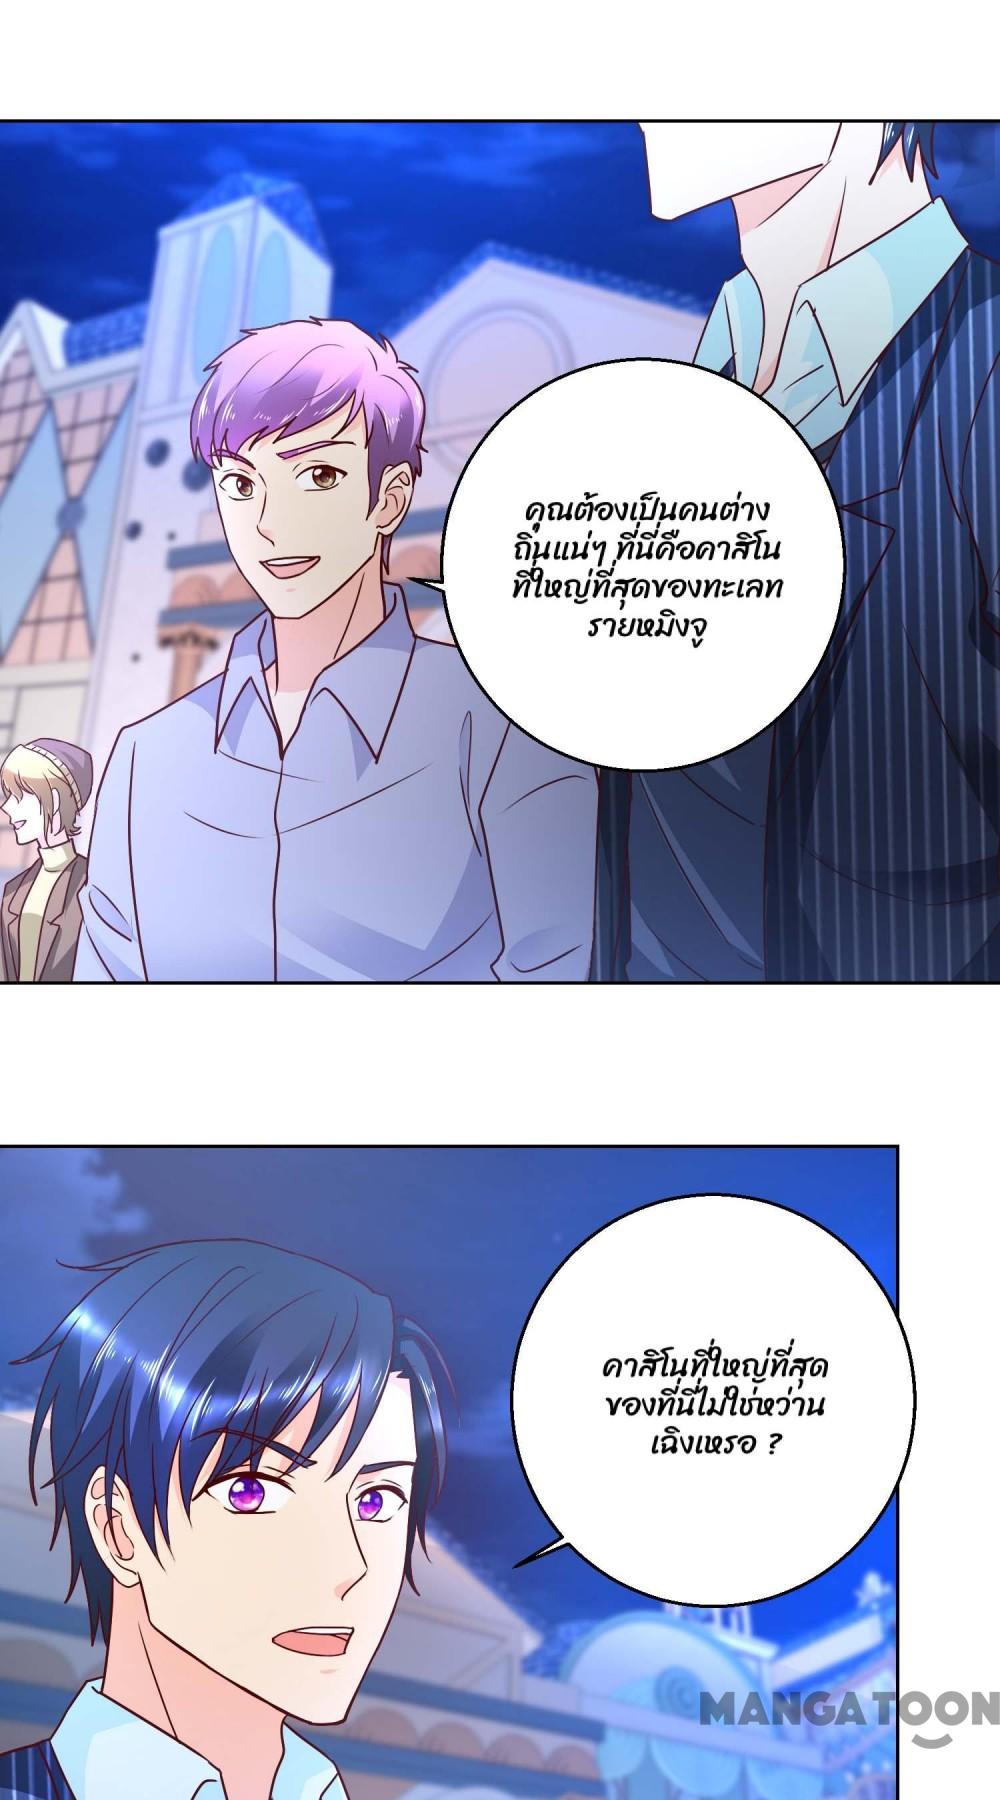 คุณต้องเป็นคนต่าง
ถิ่นแน่ๆ ที่นี่คือคาสิโน
ที่ใหญ่ที่สุดของทะเลท
รายหมิงจู
คาสิโนที่ใหญ่ที่สุด
ของที่นี่ไม่ใช่หว่าน
เฉิงเหรอ ?
MANGATOON